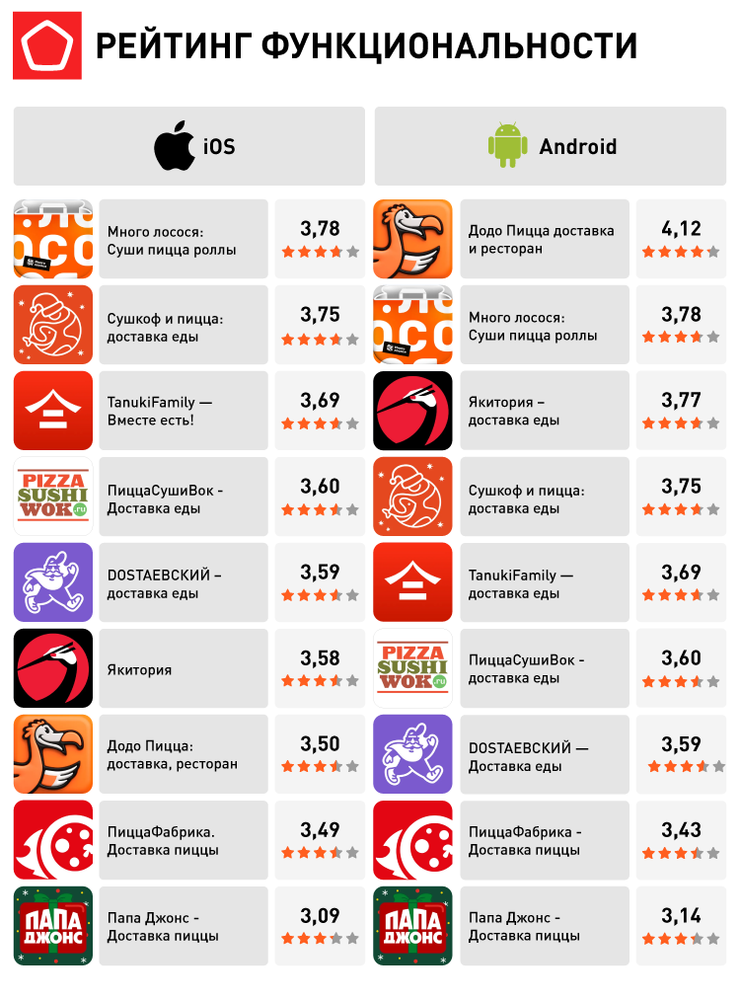 РЕЙТИНГ ФУНКЦИОНАЛЬНОСТИ
iOS
Android
Много лосося:
Суши пицца роллы
3,78
Додо Пицца доставка
и ресторан
4,12
Сушкоф и пицца:
доставка еды
3,75
Много лосося:
Суши пицца роллы
3,78
TanukiFamily —
Вместе есть!
3,69
Якитория –
доставка еды
3,77
PIZZA
SUSHI
WOK.ru
ПиццаСушиВок -
Доставка еды
3,60
Сушкоф и пицца:
доставка еды
3,75
DOSTAEВСКИЙ –
доставка еды
3,59
TanukiFamily —
доставка еды
3,69
Якитория
3,58
PIZZA
SUSHI
WOK.ru
ПиццаСушиВок -
доставка еды
3,60
Додо Пицца:
доставка, ресторан
3,50
DOSTAEВСКИЙ —
Доставка еды
3,59
ПиццаФабрика.
Доставка пиццы
3,49
ПиццаФабрика -
Доставка пиццы
3,43
ПАПА
ДЖОНС
Папа Джонс -
Доставка пиццы
3,09
ПАПА
ДЖОНС
Папа Джонс -
Доставка пиццы
3,14